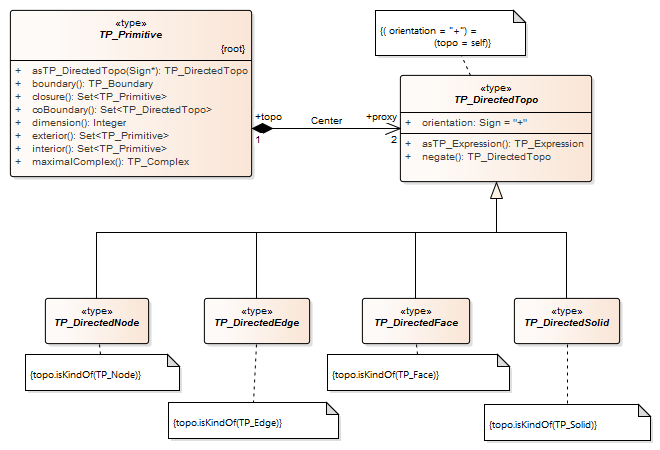 «type»
TP_Primitive
{root}
+ asTP_DirectedTopo(Sign*): TP_DirectedTopo
+ boundary(): TP_Boundary
+ closure(): Set<TP_Primitive>
+ coBoundary(): Set<TP_DirectedTopo>
+ dimension(): Integer
+ exterior(): Set<TP_Primitive>
+ interior(): Set<TP_Primitive>
+ maximalComplex(): TP_Complex
{( orientation = "+") =
(topo = self)}
+topo
1
Center
+proxy
2
«type»
TP_DirectedTopo
+ orientation: Sign = "+"
+ asTP_Expression(): TP_Expression
+ negate(): TP_DirectedTopo
«type»
TP_DirectedNode
«type»
TP_DirectedEdge
«type»
TP_DirectedFace
«type»
TP_DirectedSolid
{topo.isKindOf(TP_Node)}
{topo.isKindOf(TP_Edge)}
{topo.isKindOf(TP_Face)}
{topo.isKindOf(TP_Solid)}